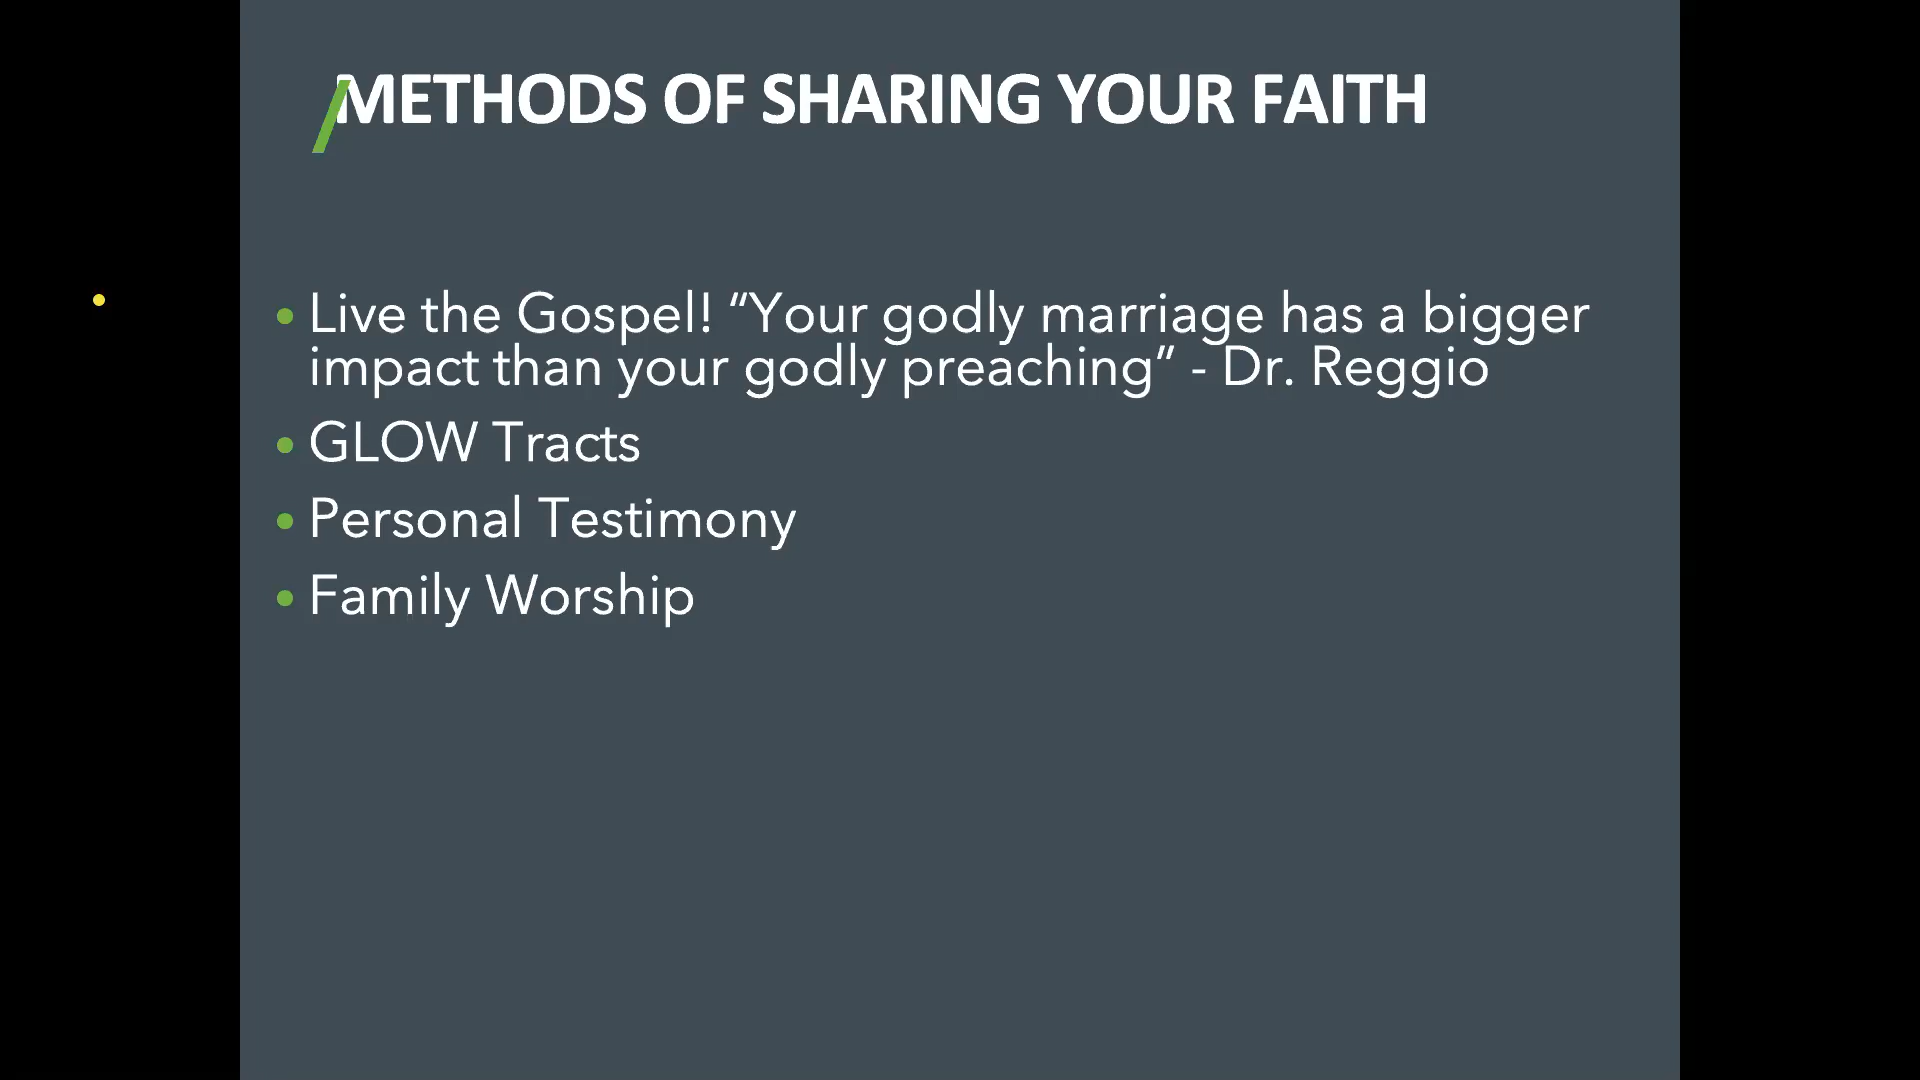 METHODS OF SHARING YOUR FAITH
• Live the Gospel! “Your godly marriage has a bigger
impact than your godly preaching” - Dr. Reggio
• GLOW Tracts
• Personal Testimony
• Family Worship